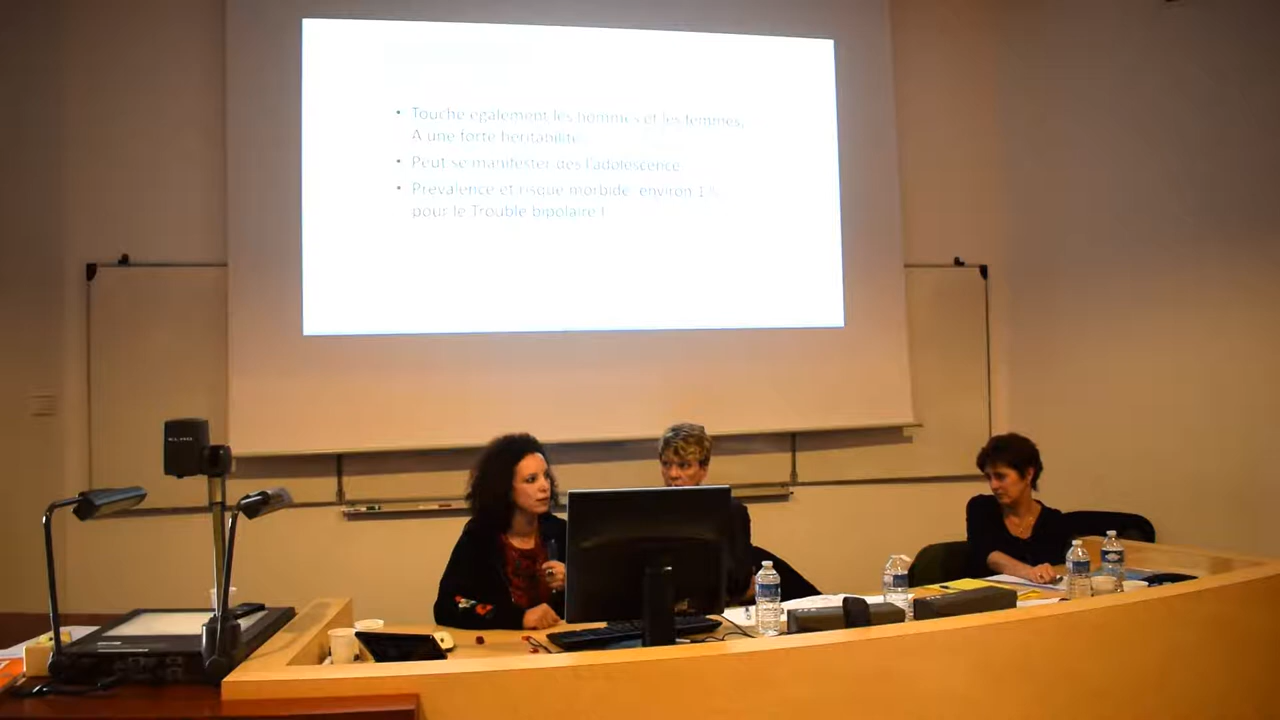 • Touche également les hommes et les femmes,
A une forte héritabilité
• Peut se manifester dès l'adolescence
• Prévalence et risque morbide environ 1
pour le Trouble bipolaire I